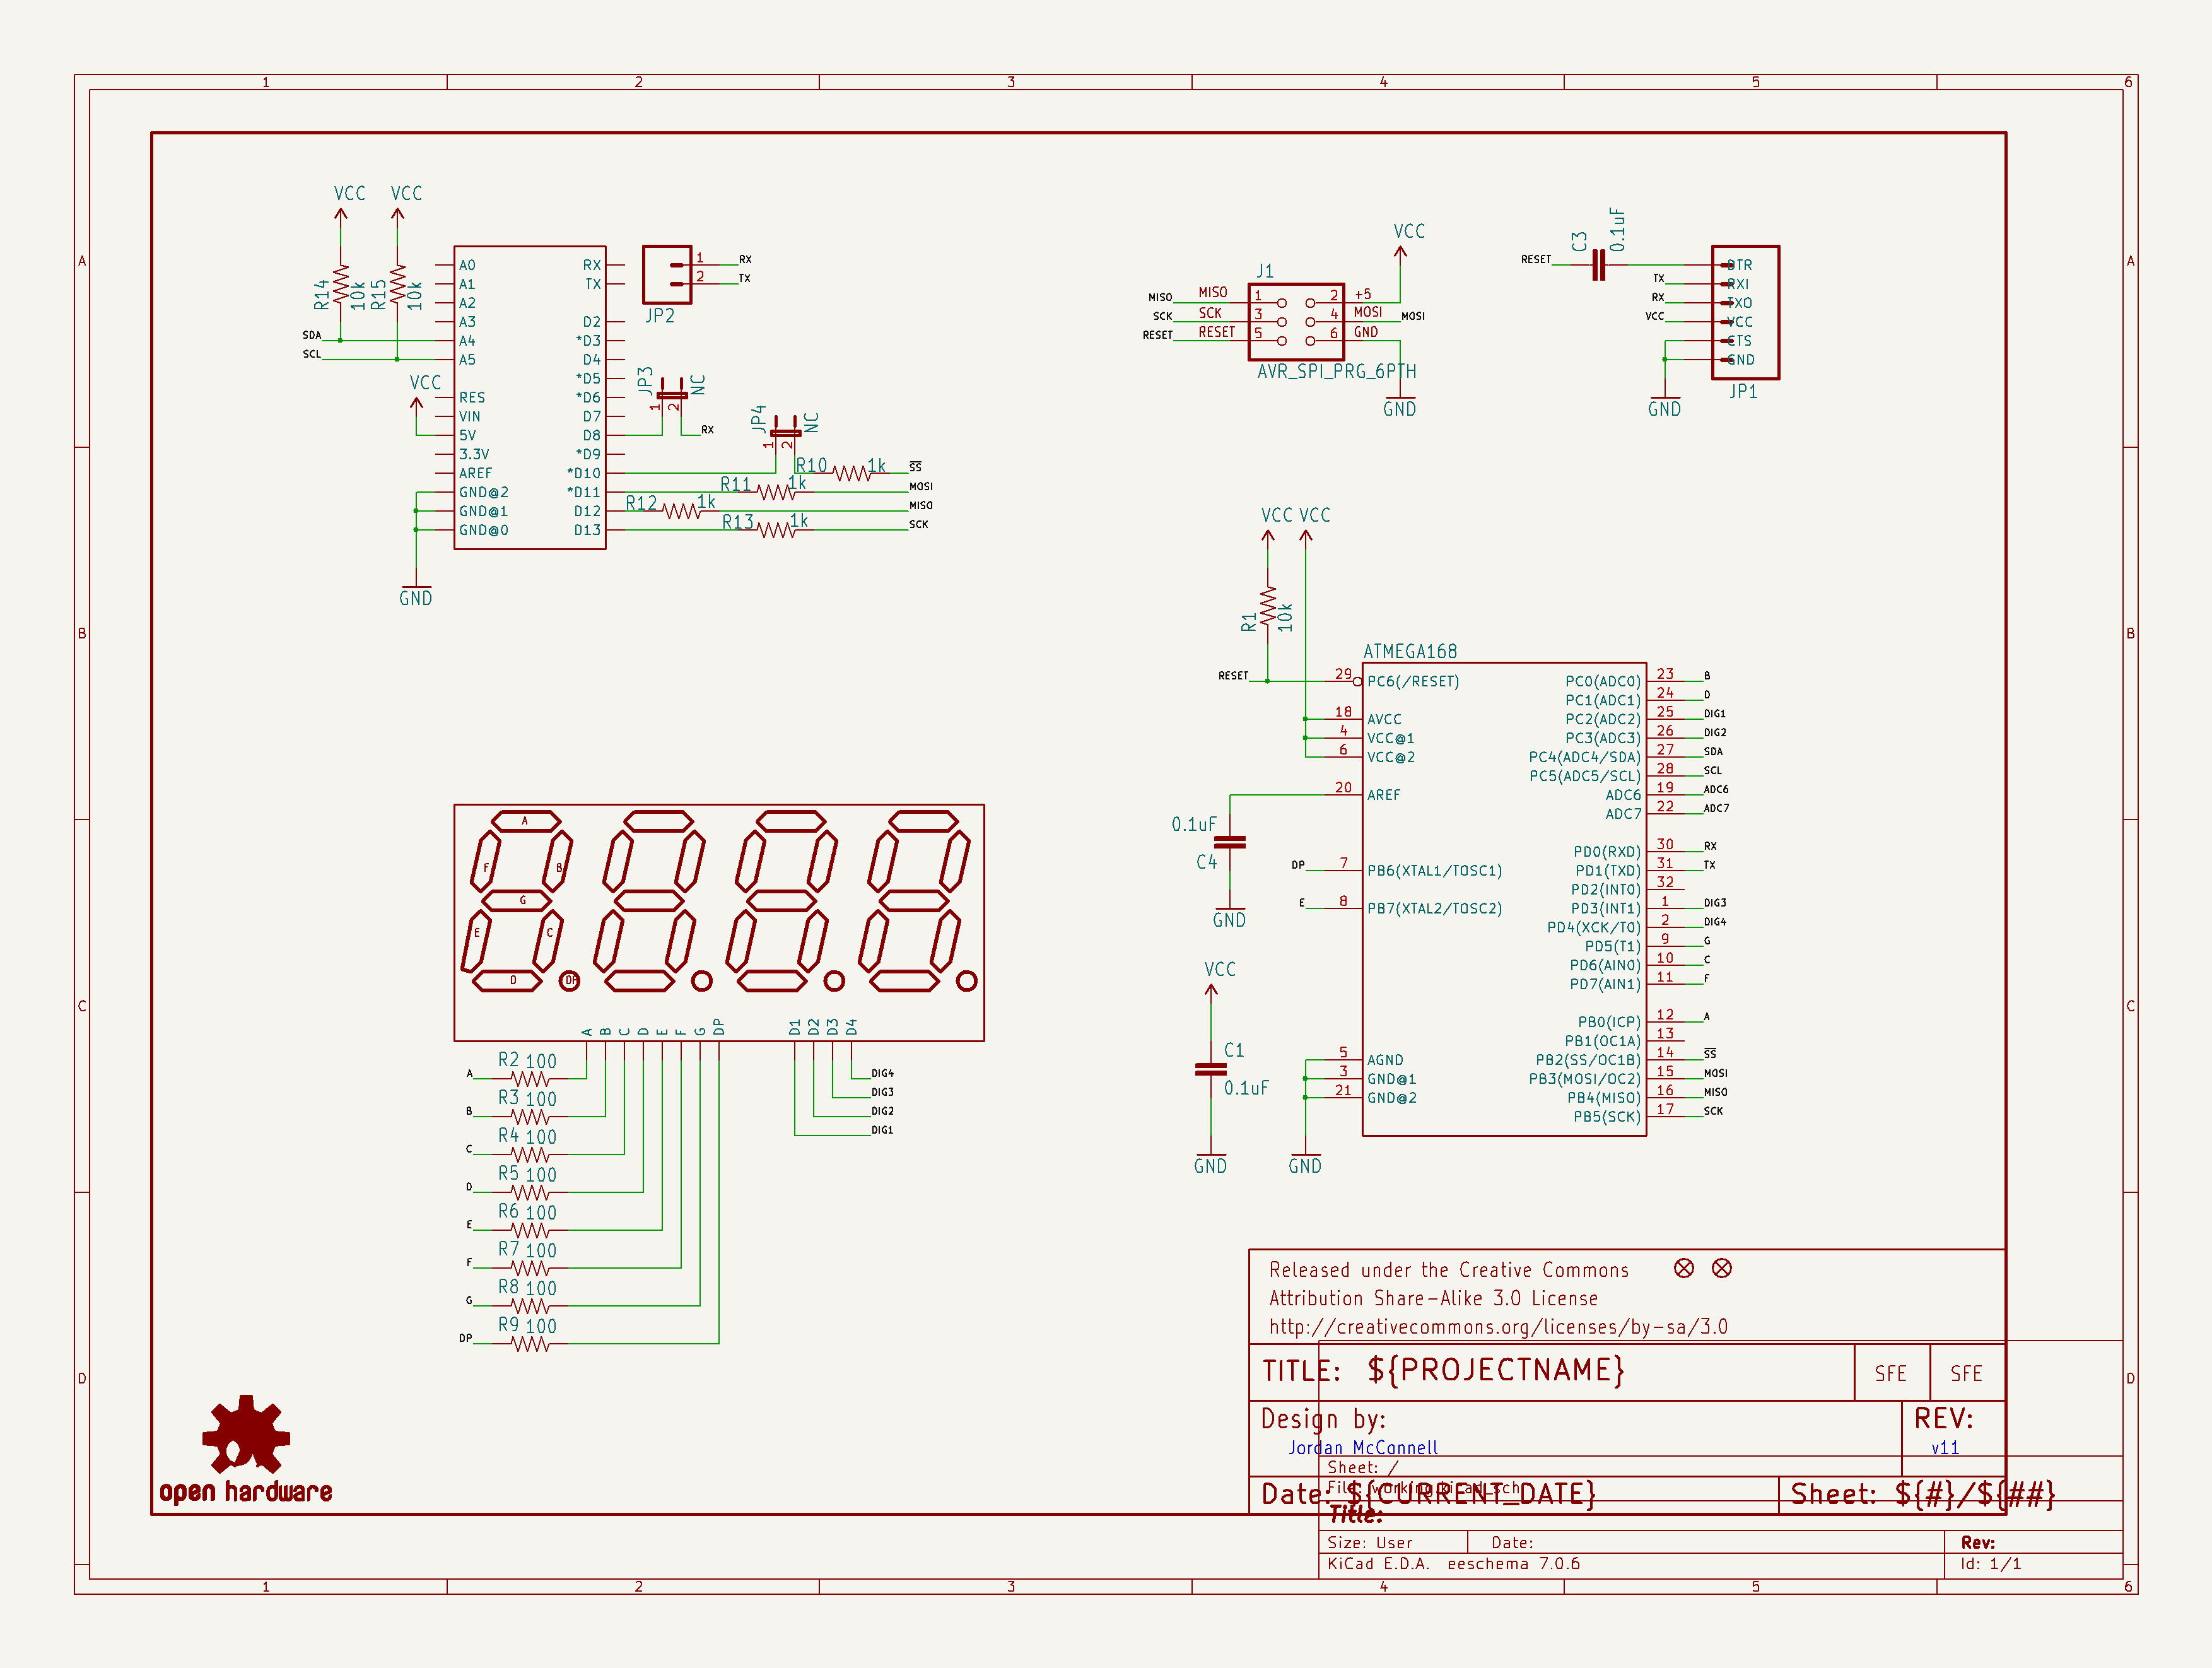 1 2 3 4 5 6
A
B
C
D
VCC VCC
R14 10k R15 10k
SDA
SCL
VCC
GND
A0
A1
A2
A3
A4
A5
RES
VIN
5V
3.3V
AREF
GND@2
GND@1
GND@0
RX
TX
D2
*D3
D4
*D5
*D6
D7
D8
*D9
*D10
*D11
D12
D13
1 RX
2 TX
JP2
JP3 NC
1 2
RX
JP4 NC
1 2
R10 1k SS
R11 1k MOSI
R12 1k MISO
R13 1k SCK
J1
VCC
MISO MISO 1 2 +5
SCK SCK 3 4 MOSI MOSI
RESET RESET 5 6 GND
AVR_SPI_PRG_6PTH
GND
RESET C3 0.1uF DTR
TX RXI
RX TXO
VCC VCC
CTS
GND
JP1
GND
VCC VCC
R1 10k
ATMEGA168
RESET 29 PC6(/RESET)
18 AVCC
4 VCC@1
6 VCC@2
20 AREF
0.1uF
C4
GND
DP 7 PB6(XTAL1/TOSC1)
E 8 PB7(XTAL2/TOSC2)
VCC
C1
0.1uF
GND
5 AGND
3 GND@1
21 GND@2
GND
PC0(ADC0) 23 B
PC1(ADC1) 24 D
PC2(ADC2) 25 DIG1
PC3(ADC3) 26 DIG2
PC4(ADC4/SDA) 27 SDA
PC5(ADC5/SCL) 28 SCL
ADC6 19 ADC6
ADC7 22 ADC7
PD0(RXD) 30 RX
PD1(TXD) 31 TX
PD2(INT0) 32
PD3(INT1) 1 DIG3
PD4(XCK/T0) 2 DIG4
PD5(T1) 9 G
PD6(AIN0) 10 C
PD7(AIN1) 11 F
PB0(ICP) 12 A
PB1(OC1A) 13
PB2(SS/OC1B) 14 SS
PB3(MOSI/OC2) 15 MOSI
PB4(MISO) 16 MISO
PB5(SCK) 17 SCK
A
F B
G
E C
D DP
A B C D E F G DP D1 D2 D3 D4
A R2 100
B R3 100
C R4 100
D R5 100
E R6 100
F R7 100
G R8 100
DP R9 100
DIG4
DIG3
DIG2
DIG1
Released under the Creative Commons
Attribution Share-Alike 3.0 License
http://creativecommons.org/licenses/by-sa/3.0
TITLE: ${PROJECTNAME} SFE SFE
Design by: REV:
Jordan McConnell v11
Sheet: /
File: working.kicad_sch
Date: ${CURRENT_DATE} Sheet: ${#}/${##}
Title:
Size: User Date: Rev:
KiCad E.D.A. eeschema 7.0.6 Id: 1/1
open hardware
A
B
C
D
1 2 3 4 5 6